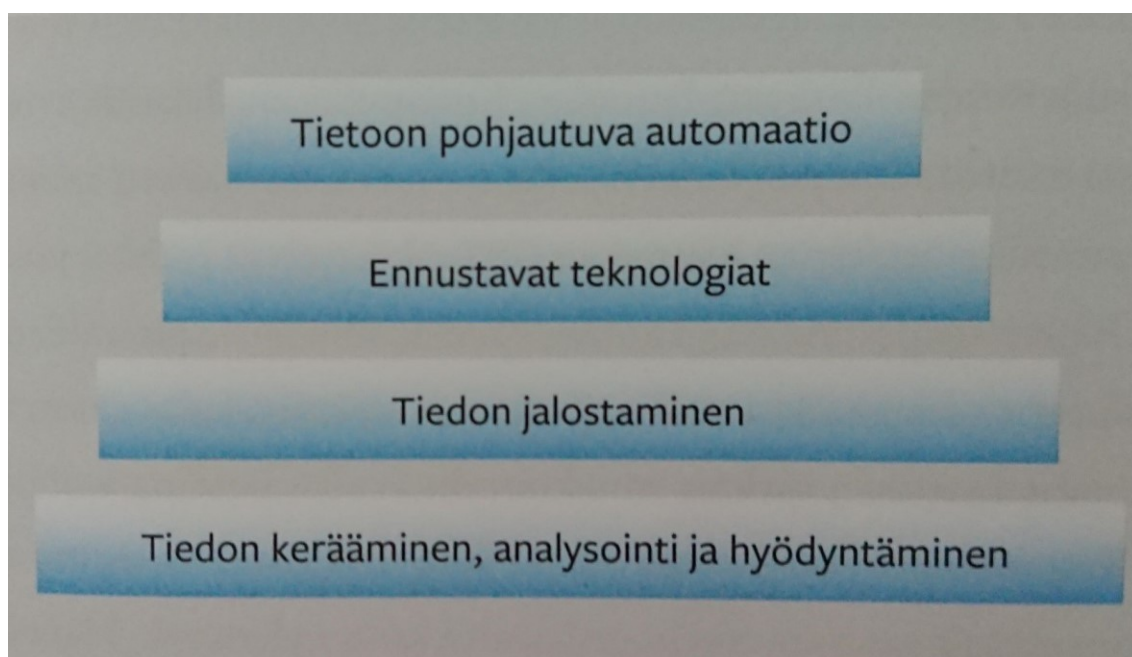 Tietoon pohjautuva automaatio
Ennustavat teknologiat
Tiedon jalostaminen
Tiedon kerääminen, analysointi ja hyödyntäminen